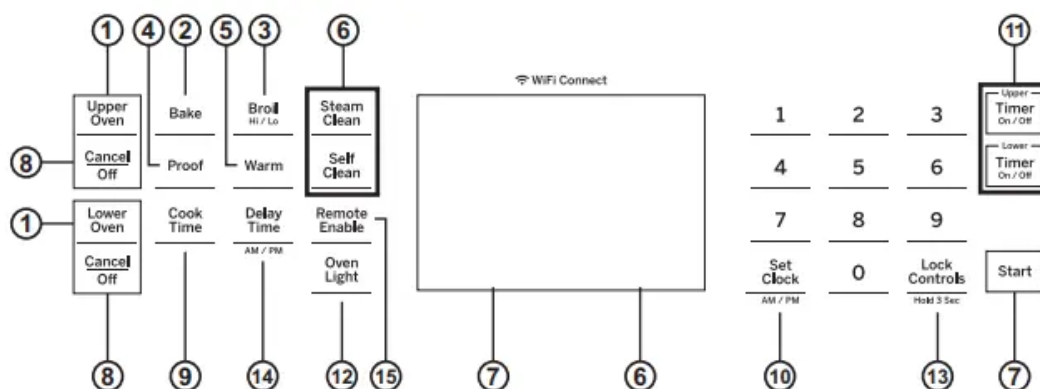 1 4 2 5 3 6 11
WiFi Connect
Upper
Oven
Bake
Broil
Hi / Lo
Steam
Clean
1 2 3
Upper
Timer
On / Off
8
Cancel
Off
Proof
Warm
Self
Clean
4 5 6
Lower
Timer
On / Off
1
Lower
Oven
Cook
Time
Delay
Time
AM / PM
Remote
Enable
7 8 9
Cancel
Off
Oven
Light
Set
Clock
AM / PM
0
Lock
Controls
Hold 3 Sec
Start
8 9 14 12 15 7 6 10 13 7